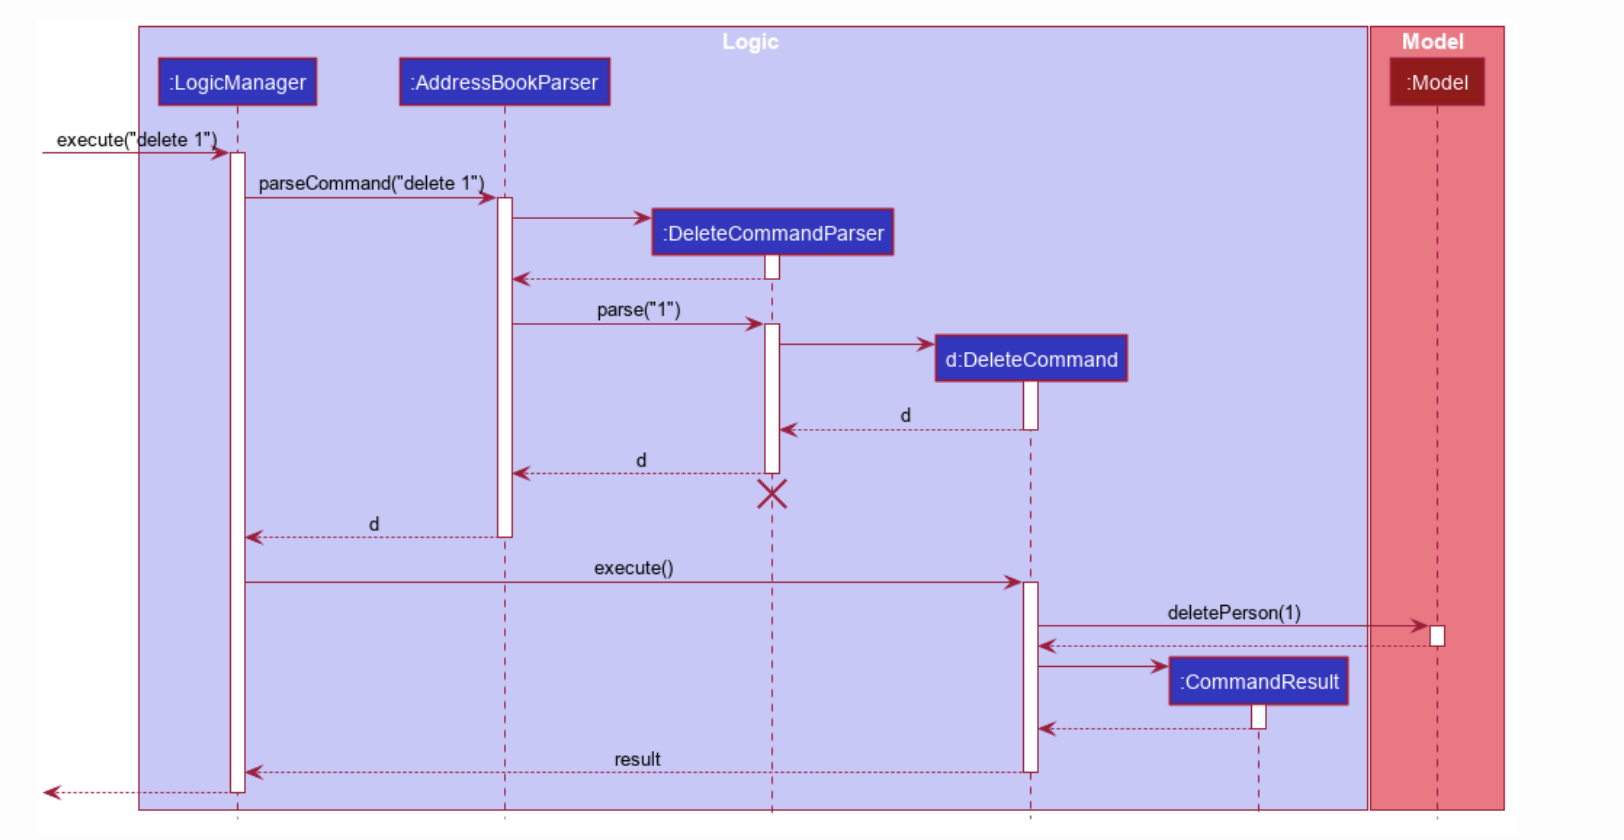 Logic
Model
:LogicManager
:AddressBookParser
:Model
execute("delete 1")
parseCommand("delete 1")
:DeleteCommandParser
parse("1")
d:DeleteCommand
d
d
d
execute()
deletePerson(1)
:CommandResult
result